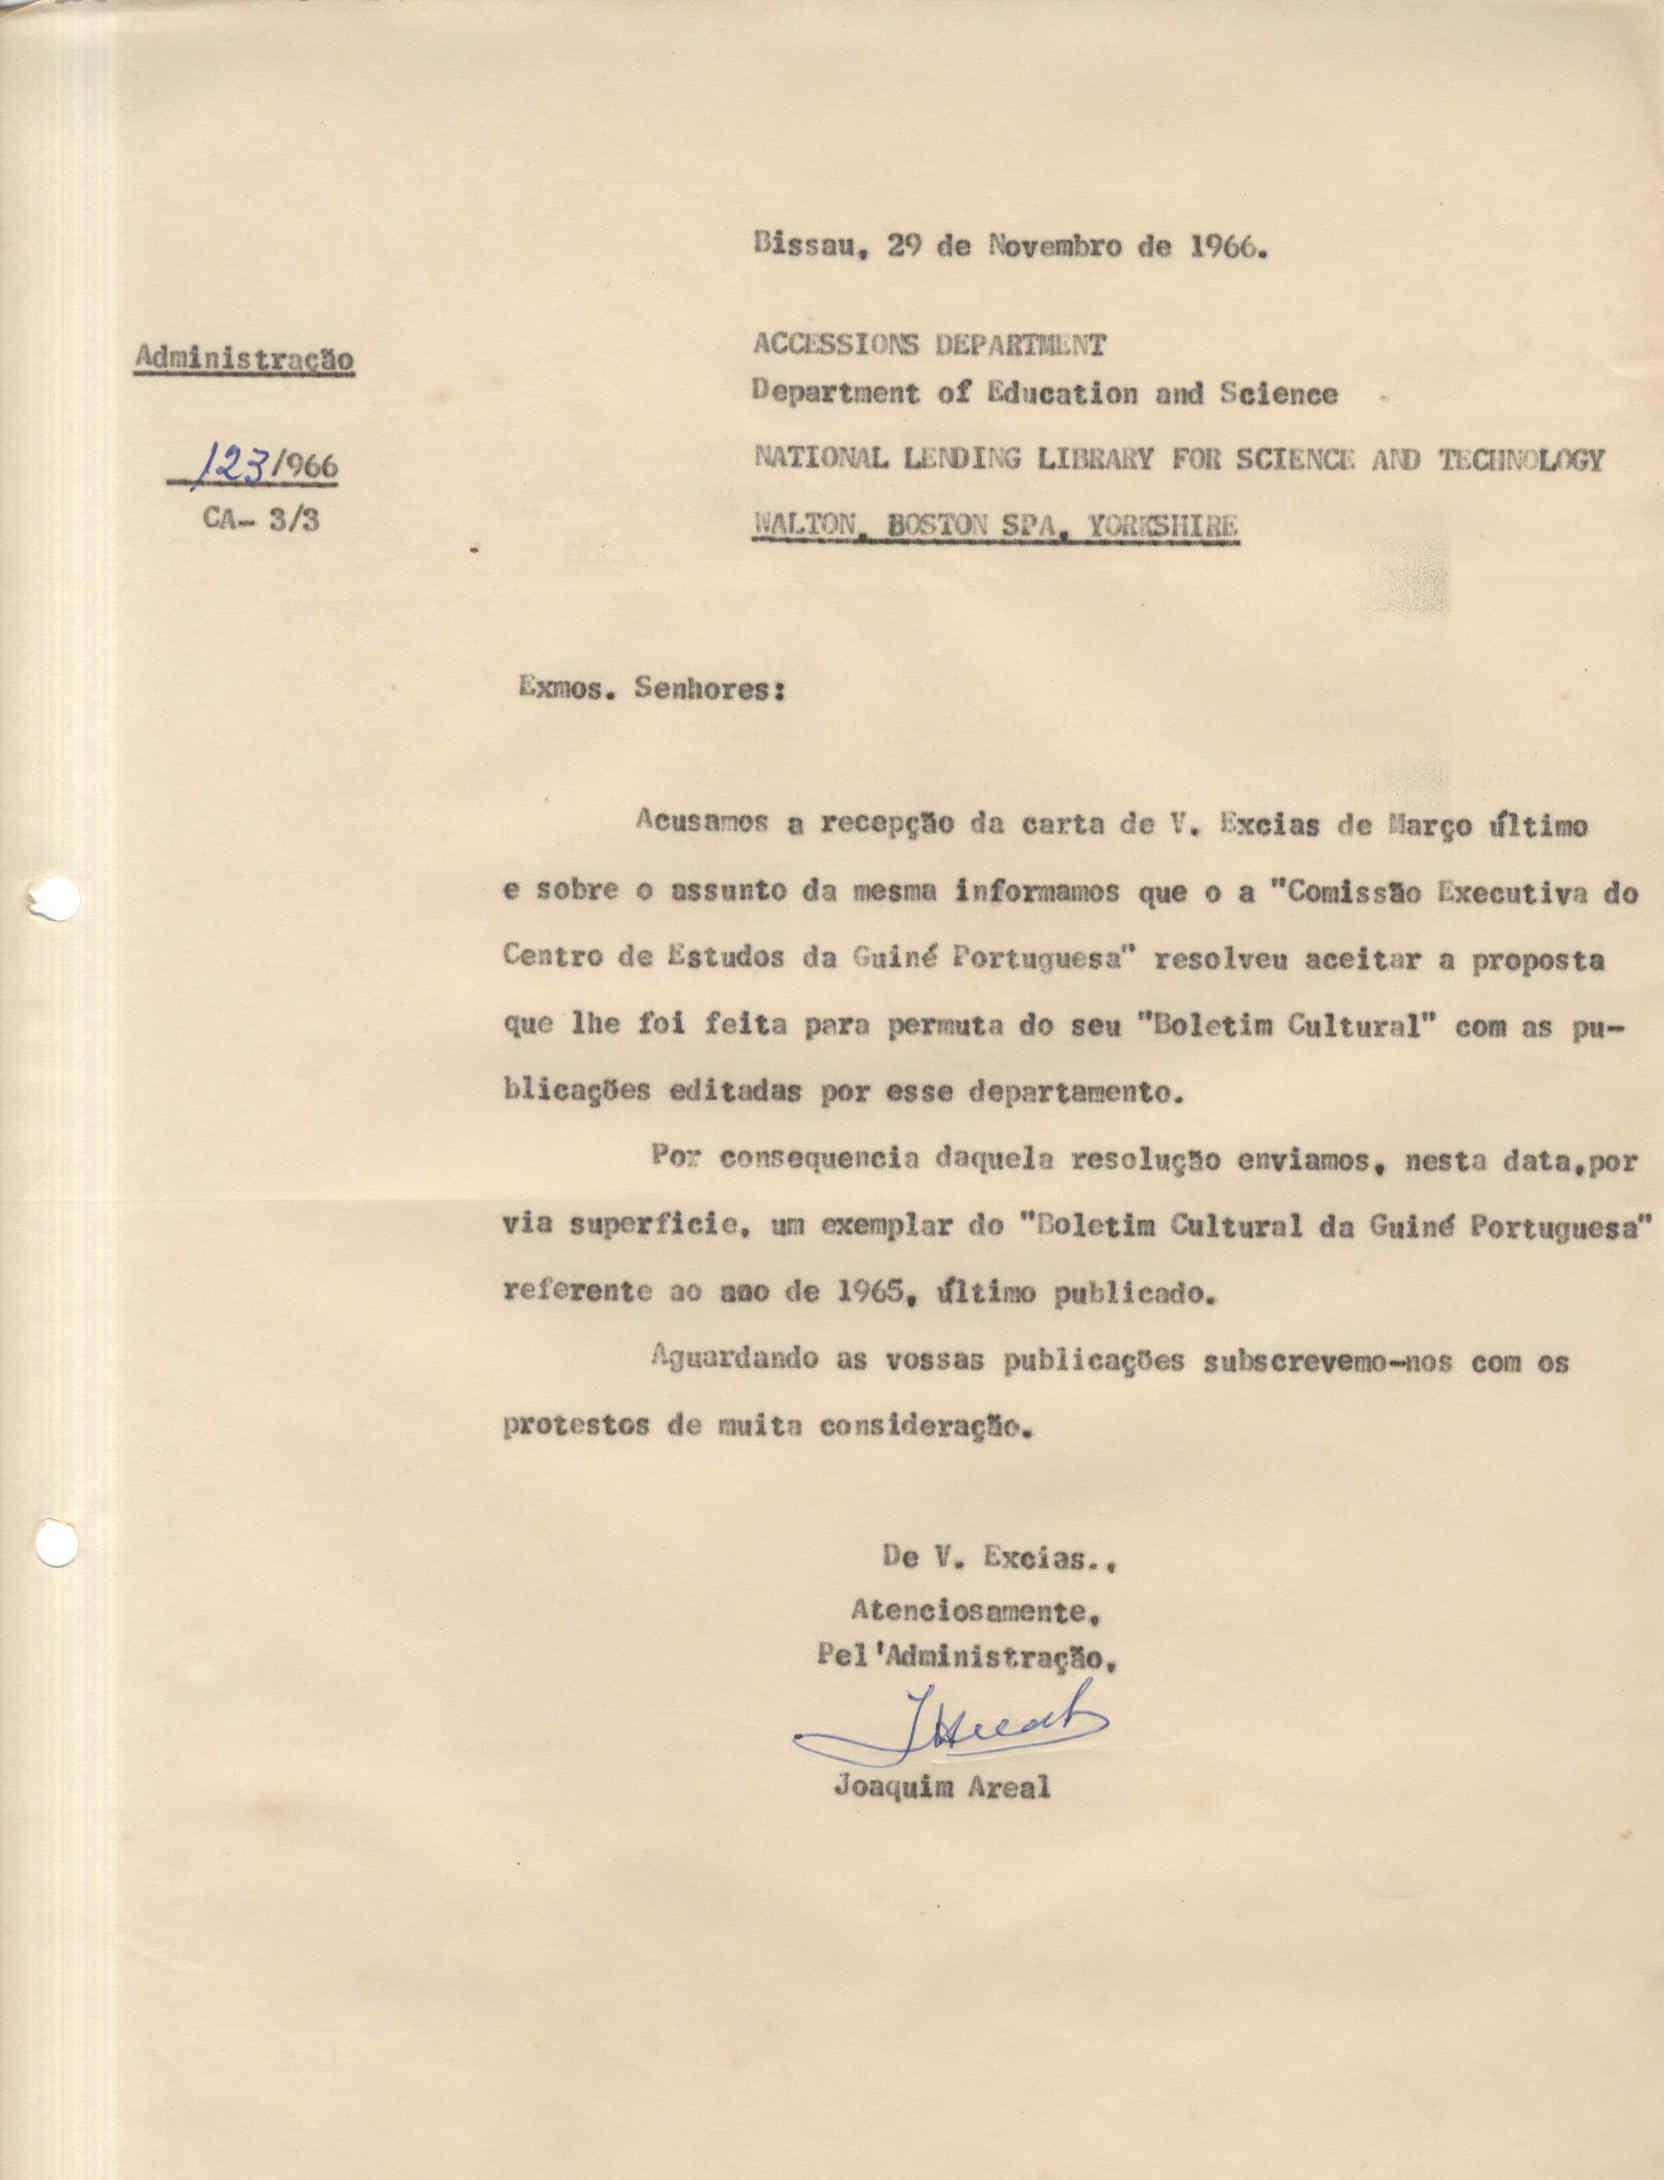 Bissau, 29 de Novembro de 1966.
Administração
ACCESSIONS DEPARTMENT
Department of Education and Science
123/966
NATIONAL LENDING LIBRARY FOR SCIENCE AND TECHNOLOGY
CA- 3/3
WALTON, BOSTON SPA, YORKSHIRE
Exmos. Senhores:
Acusamos a recepção da carta de V. Excias de Março último
e sobre o assunto da mesma informamos que o a "Comissão Executiva do
Centro de Estudos da Guiné Portuguesa" resolveu aceitar a proposta
que lhe foi feita para permuta do seu "Boletim Cultural" com as pu-
blicações editadas por esse departamento.
Por consequencia daquela resolução enviamos, nesta data,por
via superficie, um exemplar do "Boletim Cultural da Guiné Portuguesa"
referente ao ano de 1965, último publicado.
Aguardando as vossas publicações subscrevemo-nos com os
protestos de muita consideração.
De V. Excias.,
Atenciosamente,
Pel'Administração,
JAreal
Joaquim Areal